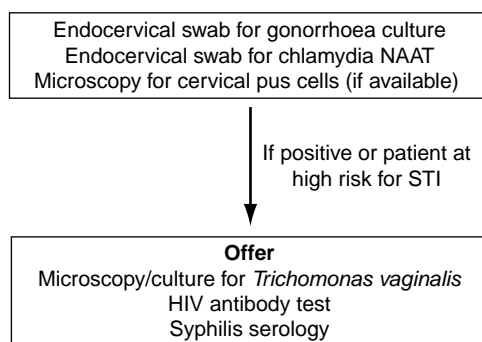 Endocervical swab for gonorrhoea culture
Endocervical swab for chlamydia NAAT
Microscopy for cervical pus cells (if available)
If positive or patient at
high risk for STI
Offer
Microscopy/culture for Trichomonas vaginalis
HIV antibody test
Syphilis serology